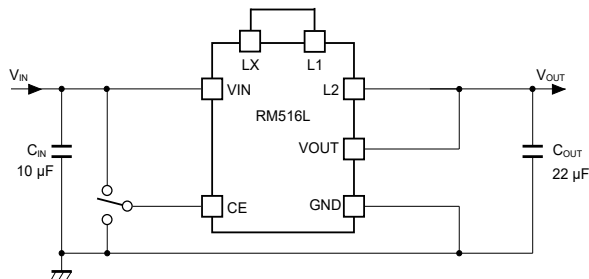 LX L1
VIN VOUT
VIN L2
RM516L
VOUT
CIN
10 µF
COUT
22 µF
CE GND